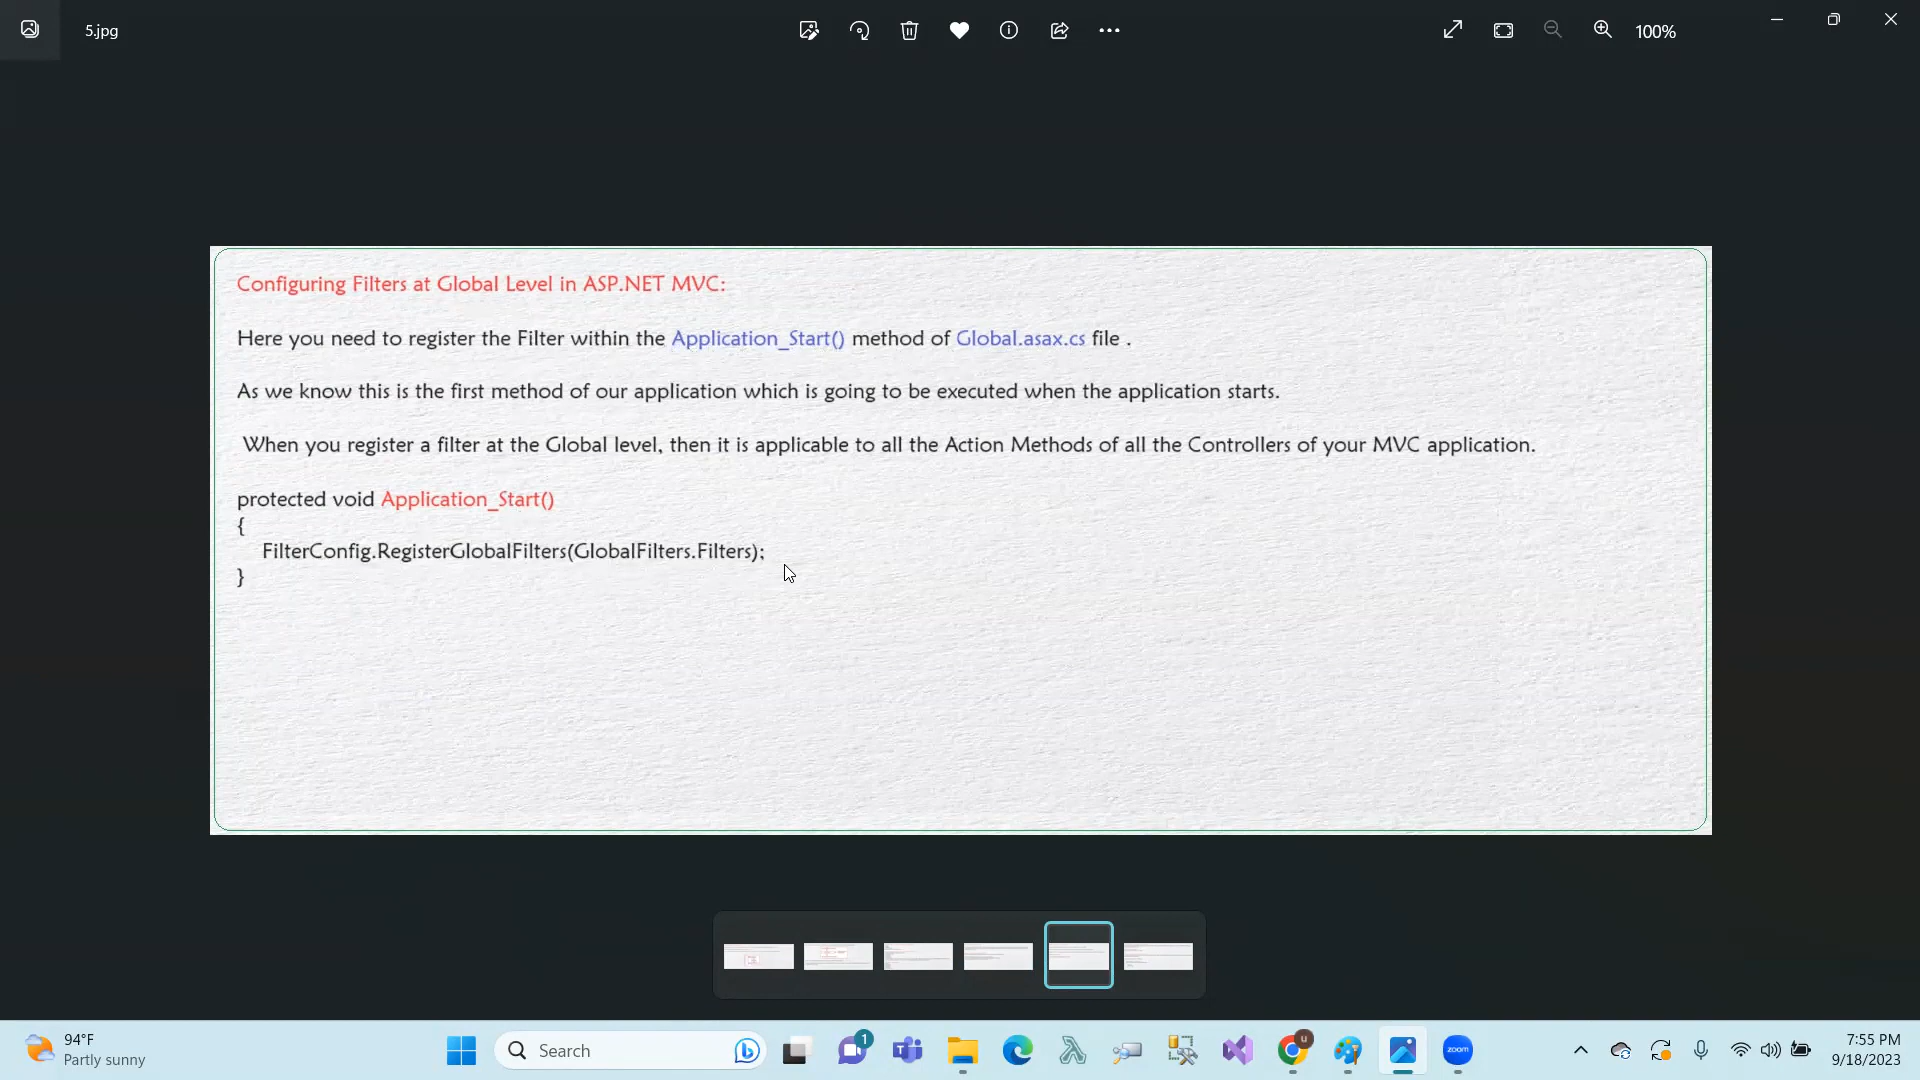 5.jpg
100%
Configuring Filters at Global Level in ASP.NET MVC:
Here you need to register the Filter within the Application_Start() method of Global.asax.cs file .
As we know this is the first method of our application which is going to be executed when the application starts.
When you register a filter at the Global level, then it is applicable to all the Action Methods of all the Controllers of your MVC application.
protected void Application_Start()
{
FilterConfig.RegisterGlobalFilters(GlobalFilters.Filters);
}
94°F
Partly sunny
Search
1
u
zoom
7:55 PM
9/18/2023